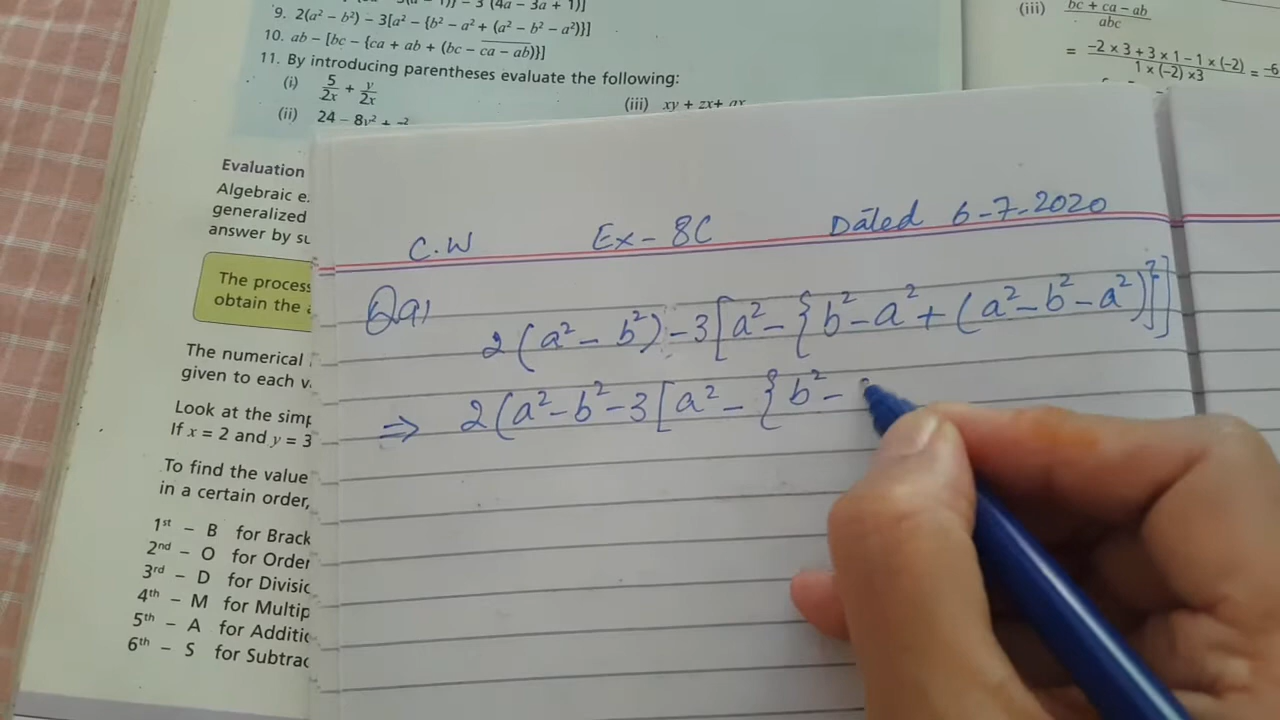 9. 2(a² − b²) − 3[a² − {b² − a² + (a² − b² − a²)}]
10. ab − [bc − {ca + ab + (bc − ca − ab)}]
11. By introducing parentheses evaluate the following:
(i) 5/2x + y/2x
(iii) xy + zx+ ax
(ii) 24 − 8y² +
(iii) bc + ca − ab / abc
= −2 × 3 + 3 × 1 − 1 × (−2) / 1 × (−2) ×3 = −6
Evaluation
Algebraic e
generalized
answer by su
The process
obtain the
The numerical
given to each v
Look at the simp
If x = 2 and y = 3
To find the value
in a certain order,
1st – B for Brack
2nd – O for Order
3rd – D for Divisio
4th – M for Multip
5th – A for Additio
6th – S for Subtrac
C.W Ex – 8C Dated 6-7-2020
Q9, 2(a² − b²) − 3[a² − {b² − a² + (a² − b² − a²)}]
⇒ 2(a² − b² − 3[a² − {b² −